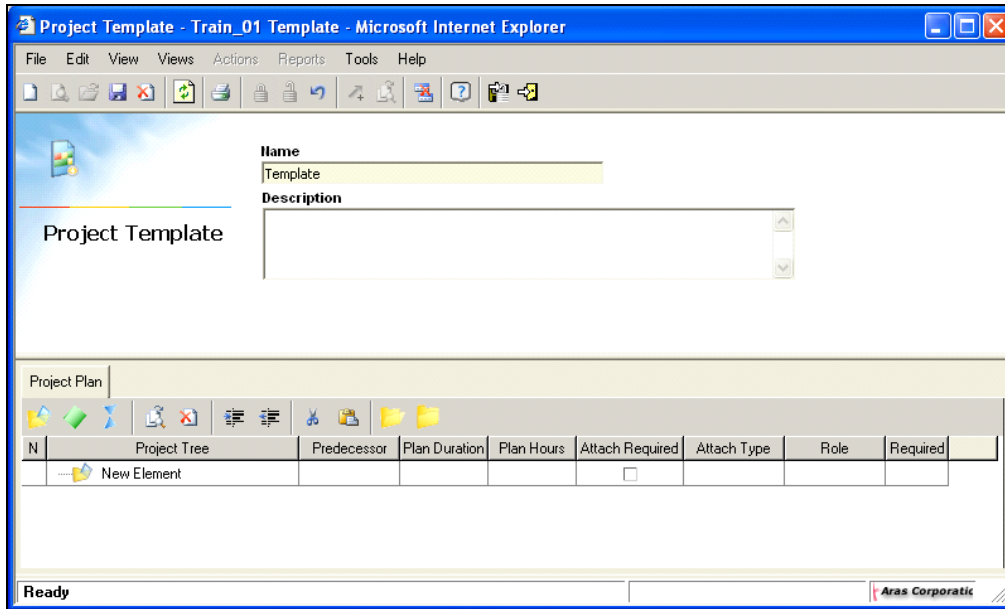 Project Template - Train_01 Template - Microsoft Internet Explorer
File Edit View Views Actions Reports Tools Help
Name
Template
Description
Project Template
Project Plan
N Project Tree Predecessor Plan Duration Plan Hours Attach Required Attach Type Role Required
New Element
Ready Aras Corporatic